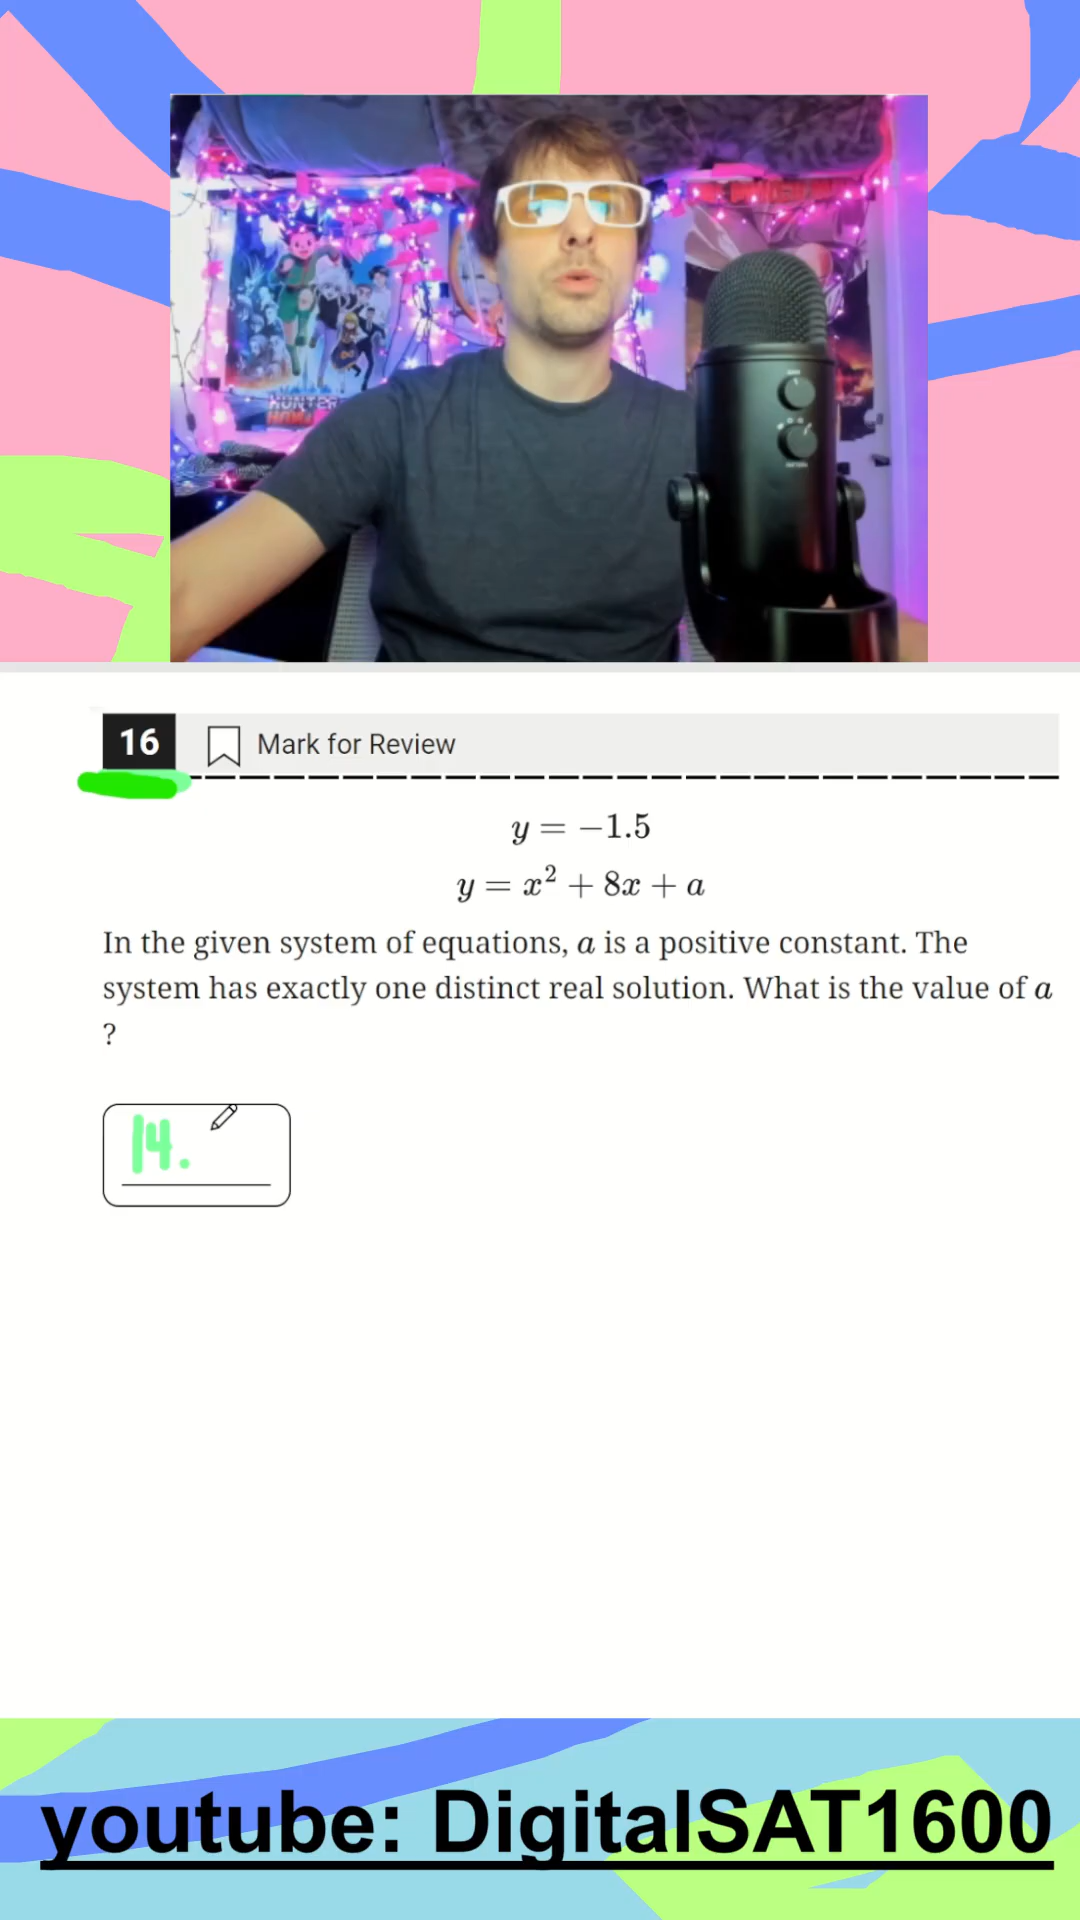 HUNTER
16
Mark for Review
y = −1.5
y = x² + 8x + a
In the given system of equations, a is a positive constant. The
system has exactly one distinct real solution. What is the value of a
?
14.
youtube: DigitalSAT1600